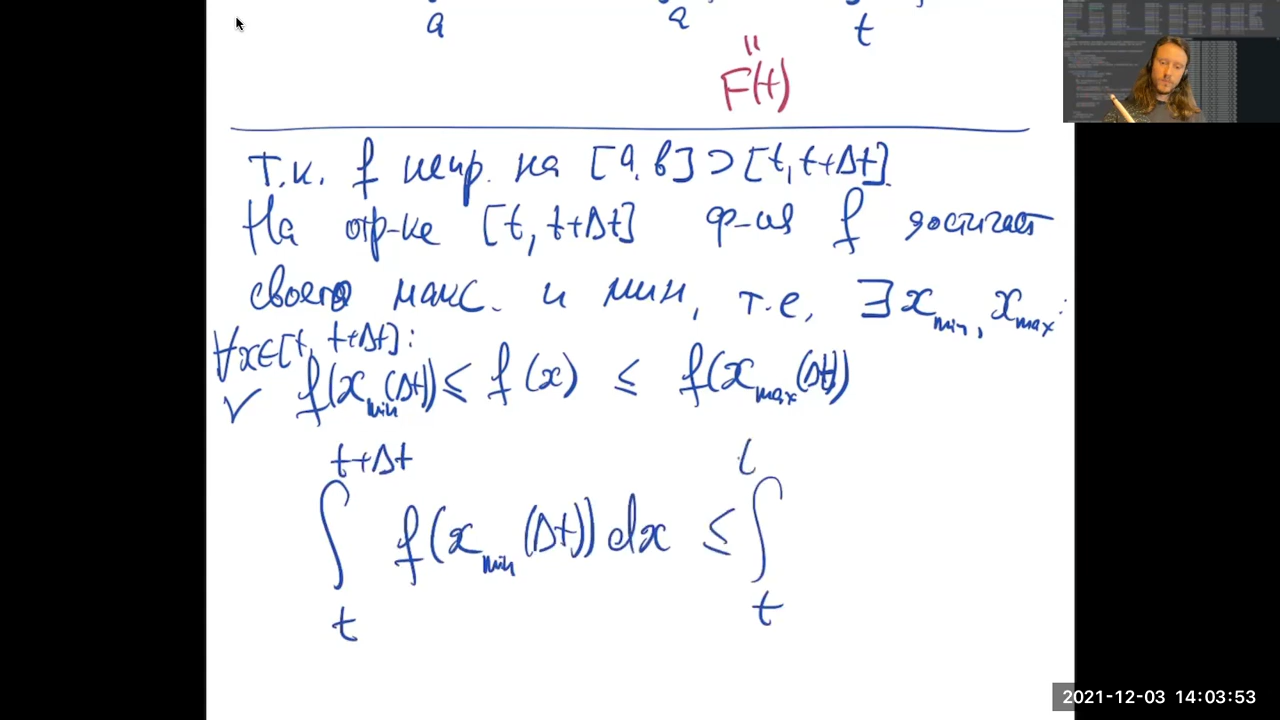 a a t
"
F(t)
т.к. f непр. на [a, b] ⊃ [t, t+Δt].
На отр-ке [t, t+Δt] ф-ия f достигает
своего макс. и мин, т.е, ∃ x_min, x_max:
∀x∈[t, t+Δt]:
✓ f(x_min(Δt)) ≤ f(x) ≤ f(x_max(Δt))
t+Δt
∫ f(x_min(Δt)) dx ≤ ∫
t t
2021-12-03 14:03:53